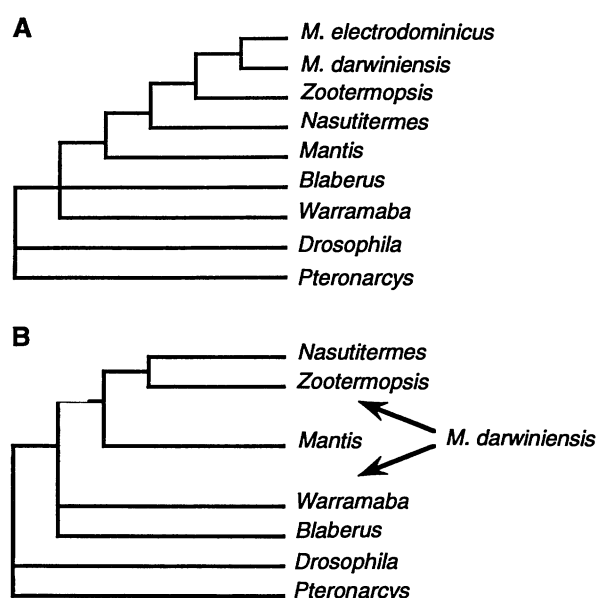 A
M. electrodominicus
M. darwiniensis
Zootermopsis
Nasutitermes
Mantis
Blaberus
Warramaba
Drosophila
Pteronarcys
B
Nasutitermes
Zootermopsis
Mantis
M. darwiniensis
Warramaba
Blaberus
Drosophila
Pteronarcys